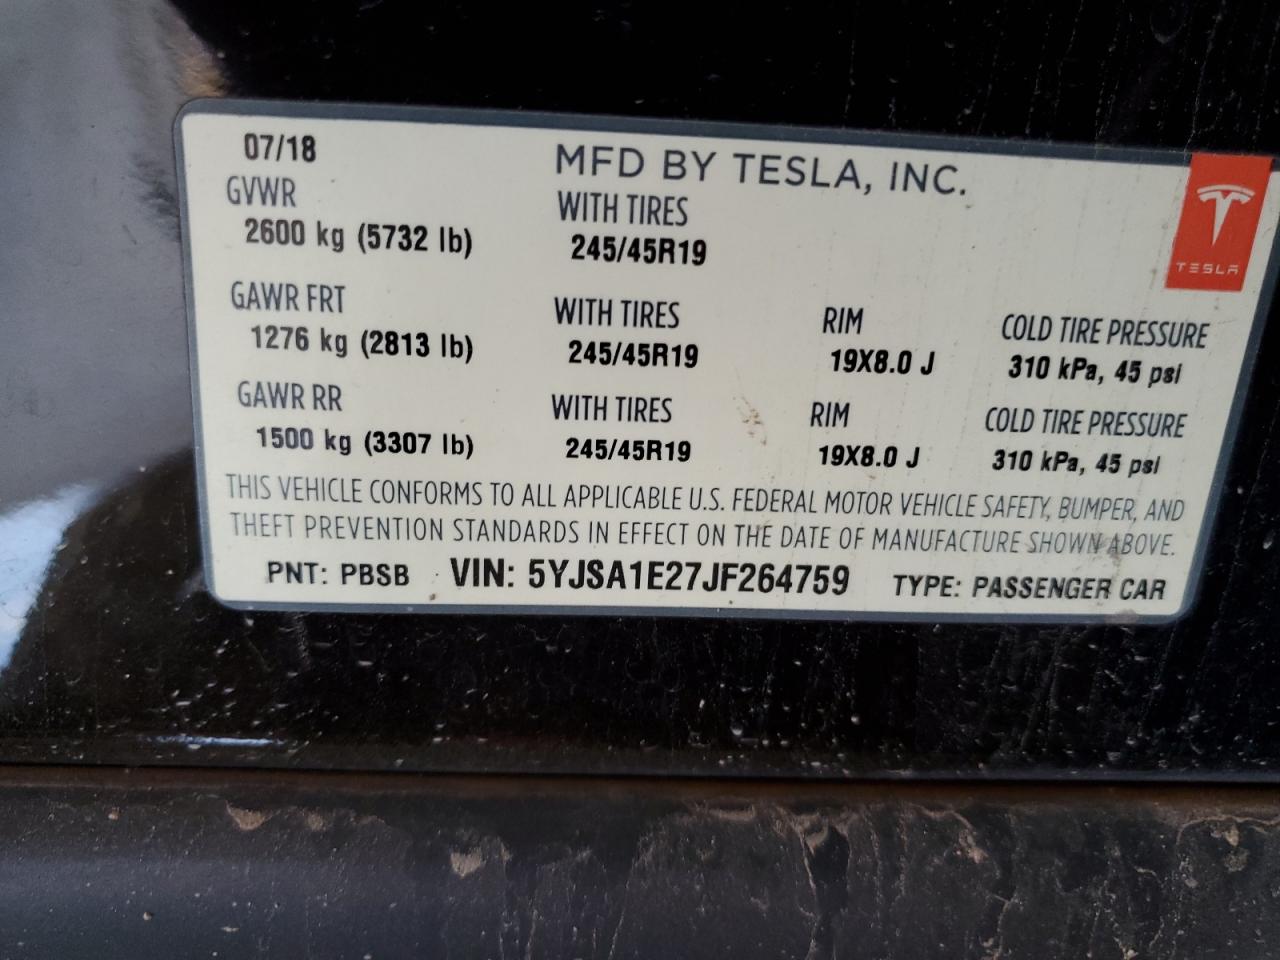 07/18 MFD BY TESLA, INC.
GVWR WITH TIRES
2600 kg (5732 lb) 245/45R19
TESLA
GAWR FRT WITH TIRES RIM COLD TIRE PRESSURE
1276 kg (2813 lb) 245/45R19 19X8.0 J 310 kPa, 45 psi
GAWR RR WITH TIRES RIM COLD TIRE PRESSURE
1500 kg (3307 lb) 245/45R19 19X8.0 J 310 kPa, 45 psi
THIS VEHICLE CONFORMS TO ALL APPLICABLE U.S. FEDERAL MOTOR VEHICLE SAFETY, BUMPER, AND
THEFT PREVENTION STANDARDS IN EFFECT ON THE DATE OF MANUFACTURE SHOWN ABOVE.
PNT: PBSB VIN: 5YJSA1E27JF264759 TYPE: PASSENGER CAR